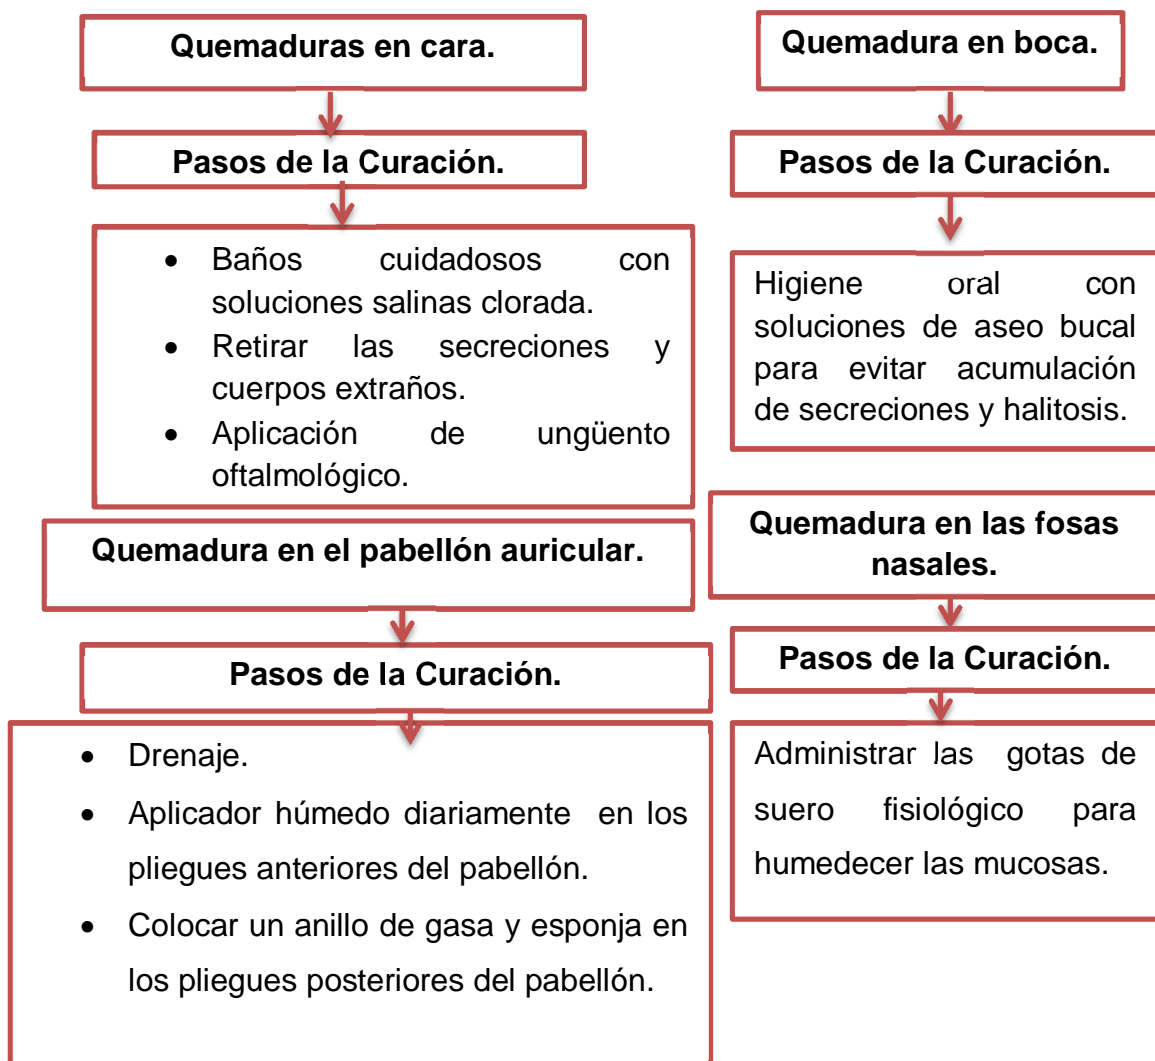 Quemaduras en cara.
Pasos de la Curación.
• Baños cuidadosos con
soluciones salinas clorada.
• Retirar las secreciones y
cuerpos extraños.
• Aplicación de ungüento
oftalmológico.
Quemadura en boca.
Pasos de la Curación.
Higiene oral con
soluciones de aseo bucal
para evitar acumulación
de secreciones y halitosis.
Quemadura en el pabellón auricular.
Pasos de la Curación.
• Drenaje.
• Aplicador húmedo diariamente en los
pliegues anteriores del pabellón.
• Colocar un anillo de gasa y esponja en
los pliegues posteriores del pabellón.
Quemadura en las fosas
nasales.
Pasos de la Curación.
Administrar las gotas de
suero fisiológico para
humedecer las mucosas.